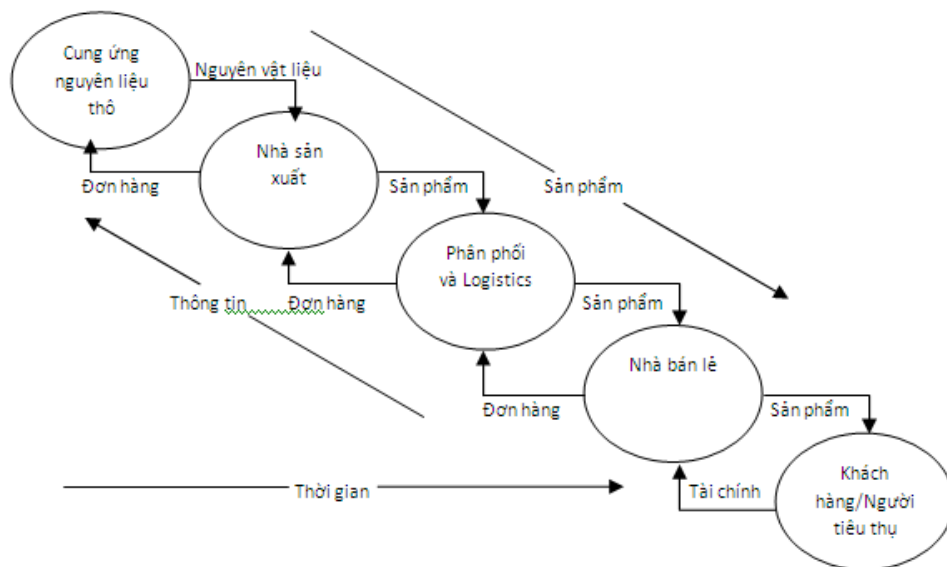 Cung ứng
nguyên liệu
thô
Nguyên vật liệu
Nhà sản
xuất
Đơn hàng
Sản phẩm
Sản phẩm
Phân phối
và Logistics
Thông tin
Đơn hàng
Sản phẩm
Nhà bán lẻ
Đơn hàng
Sản phẩm
Khách
hàng/Người
tiêu thụ
Thời gian
Tài chính